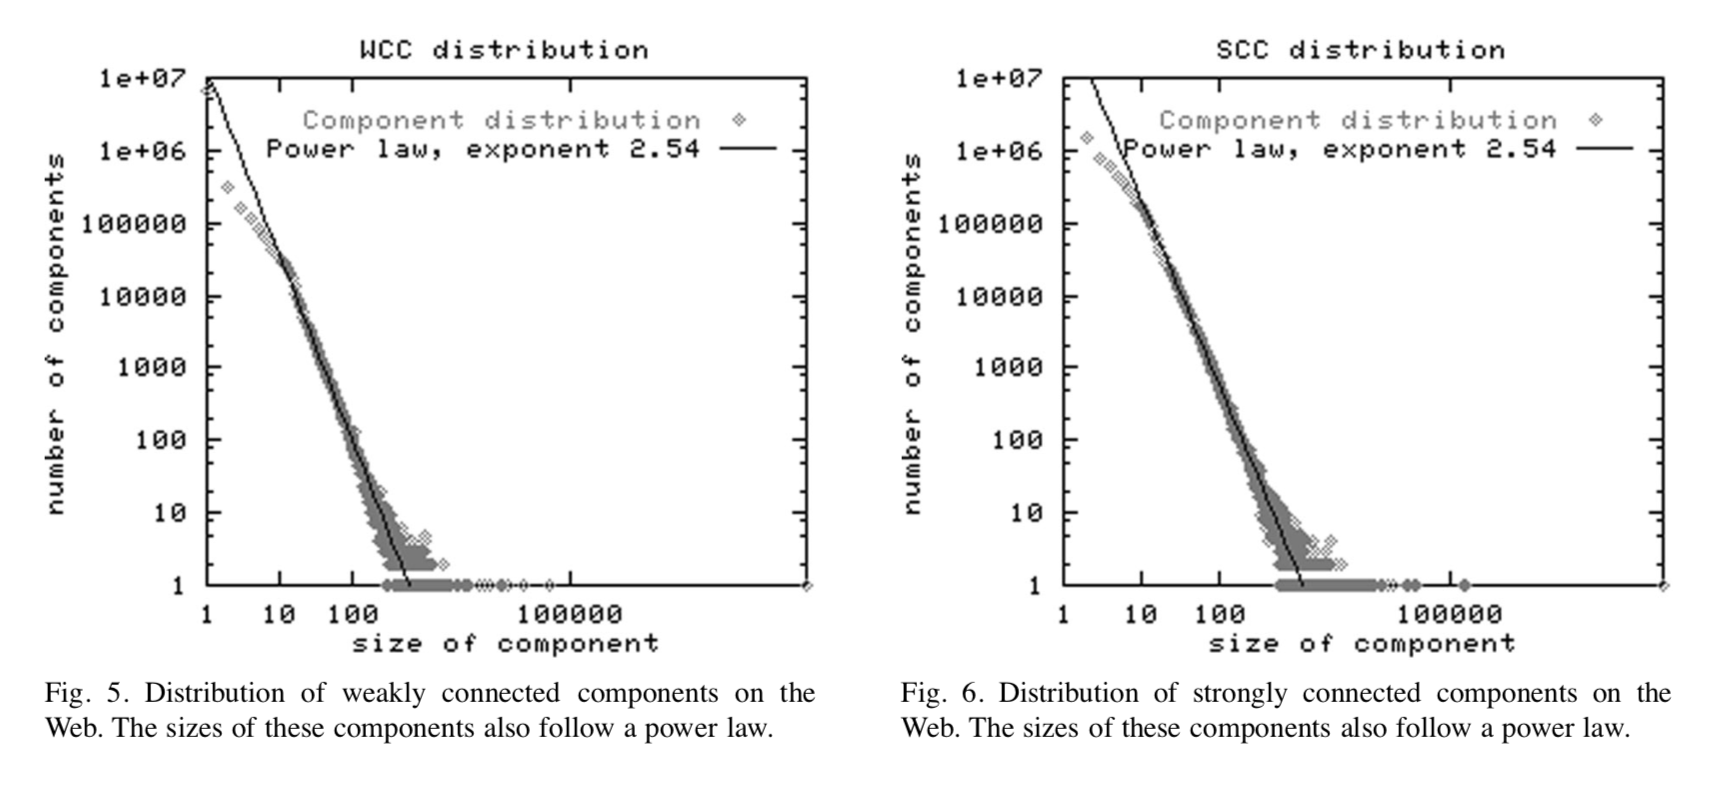 WCC distribution
1e+07
1e+06
100000
10000
1000
100
10
1
number of components
Component distribution
Power law, exponent 2.54
1 10 100 100000
size of component
Fig. 5. Distribution of weakly connected components on the
Web. The sizes of these components also follow a power law.
SCC distribution
1e+07
1e+06
100000
10000
1000
100
10
1
number of components
Component distribution
Power law, exponent 2.54
1 10 100 100000
size of component
Fig. 6. Distribution of strongly connected components on the
Web. The sizes of these components also follow a power law.